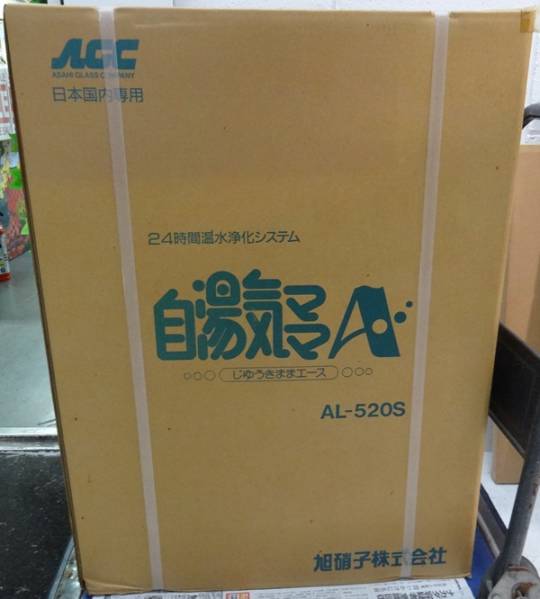 AGC
ASAHI GLASS COMPANY
日本国内専用
24時間温水浄化システム
自湯気ママA
じゆうきままエース
AL-520S
旭硝子株式会社